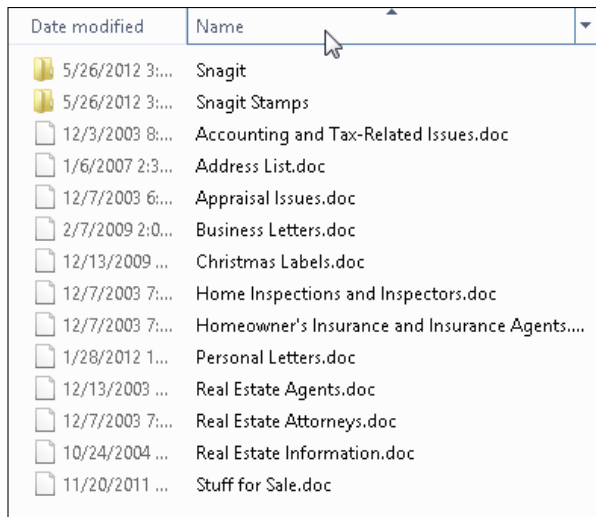 Date modified Name
5/26/2012 3:... Snagit
5/26/2012 3:... Snagit Stamps
12/3/2003 8:... Accounting and Tax-Related Issues.doc
1/6/2007 2:3... Address List.doc
12/7/2003 6:... Appraisal Issues.doc
2/7/2009 2:0... Business Letters.doc
12/13/2009 ... Christmas Labels.doc
12/7/2003 7:... Home Inspections and Inspectors.doc
12/7/2003 7:... Homeowner's Insurance and Insurance Agents....
1/28/2012 1... Personal Letters.doc
12/13/2003 ... Real Estate Agents.doc
12/7/2003 7:... Real Estate Attorneys.doc
10/24/2004 ... Real Estate Information.doc
11/20/2011 ... Stuff for Sale.doc